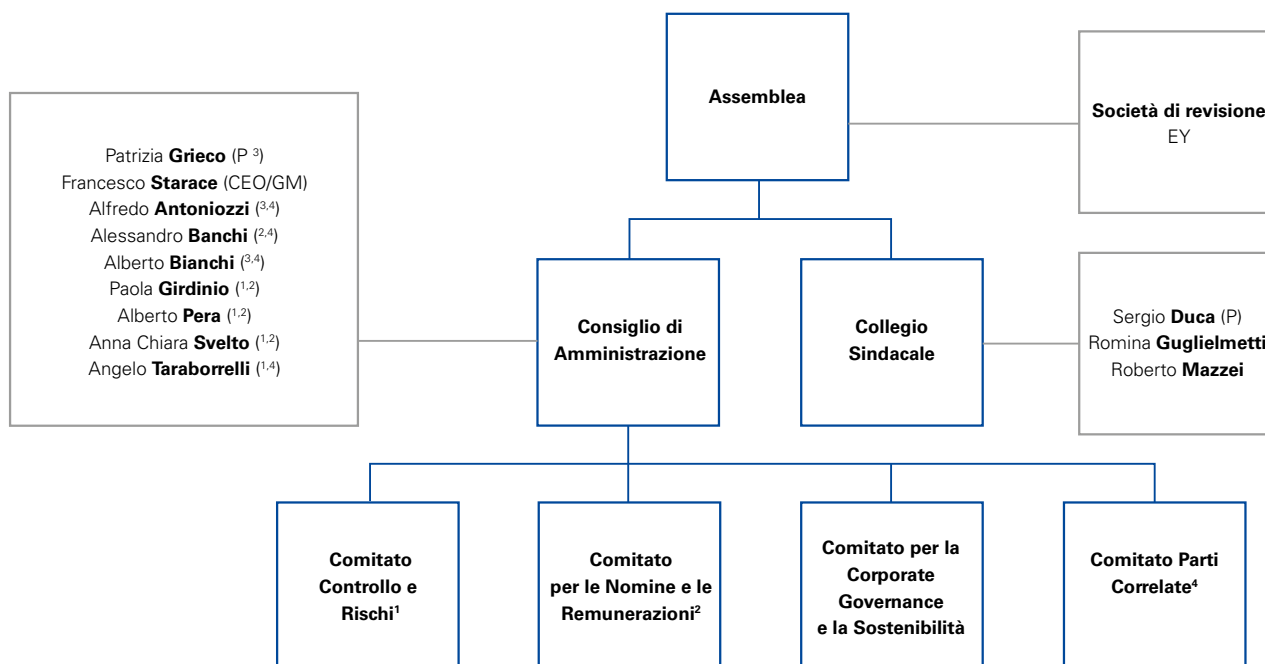 Assemblea
Società di revisione
EY
Patrizia Grieco (P ³)
Francesco Starace (CEO/GM)
Alfredo Antoniozzi (³,⁴)
Alessandro Banchi (²,⁴)
Alberto Bianchi (³,⁴)
Paola Girdinio (¹,²)
Alberto Pera (¹,²)
Anna Chiara Svelto (¹,²)
Angelo Taraborrelli (¹,⁴)
Consiglio di
Amministrazione
Collegio
Sindacale
Sergio Duca (P)
Romina Guglielmetti
Roberto Mazzei
Comitato
Controllo e
Rischi¹
Comitato
per le Nomine e le
Remunerazioni²
Comitato per la
Corporate
Governance
e la Sostenibilità
Comitato Parti
Correlate⁴